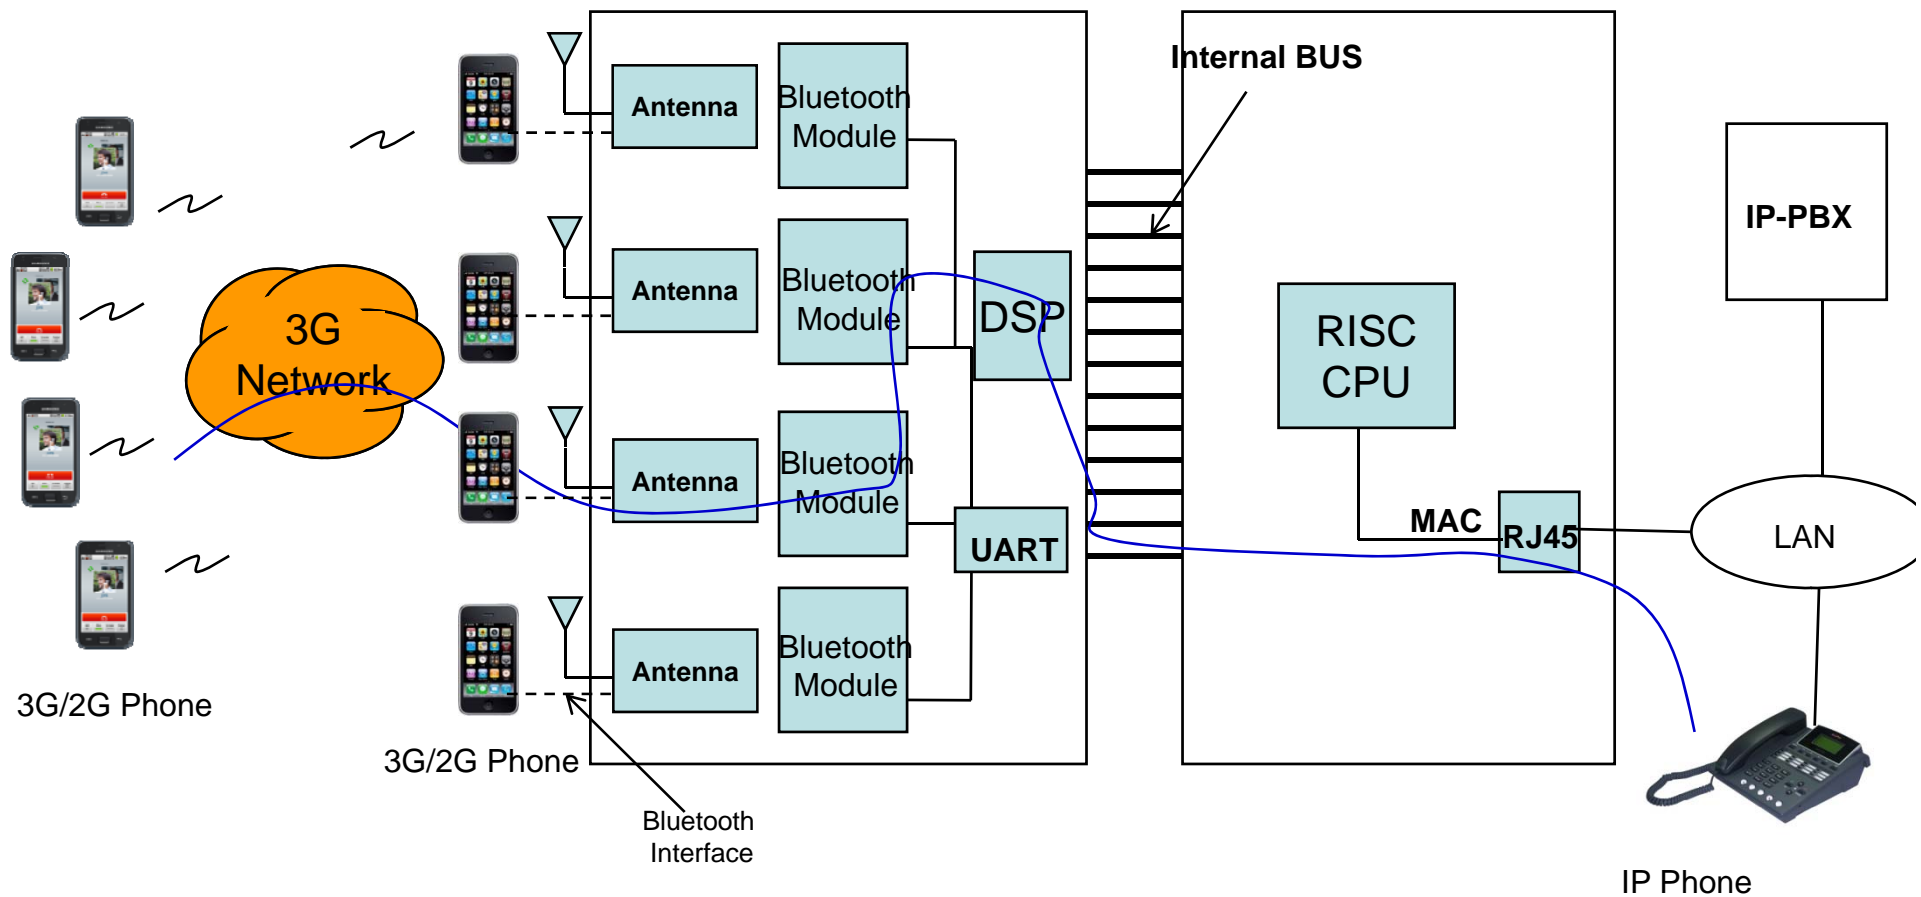 Internal BUS
Antenna
Bluetooth
Module
Antenna
Bluetooth
Module
DSP
3G
Network
RISC
CPU
IP-PBX
Antenna
Bluetooth
Module
UART
MAC
RJ45
LAN
Antenna
Bluetooth
Module
3G/2G Phone
3G/2G Phone
Bluetooth
Interface
IP Phone